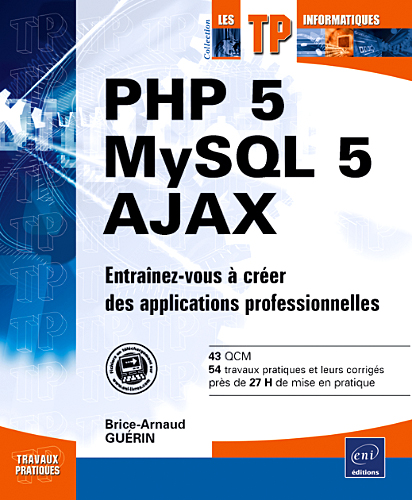 Collection
LES
TP
INFORMATIQUES
PHP 5
MySQL 5
AJAX
Entraînez-vous à créer
des applications professionnelles
43 QCM
54 travaux pratiques et leurs corrigés
près de 27 H de mise en pratique
Brice-Arnaud
GUÉRIN
TRAVAUX
PRATIQUES
eni
éditions